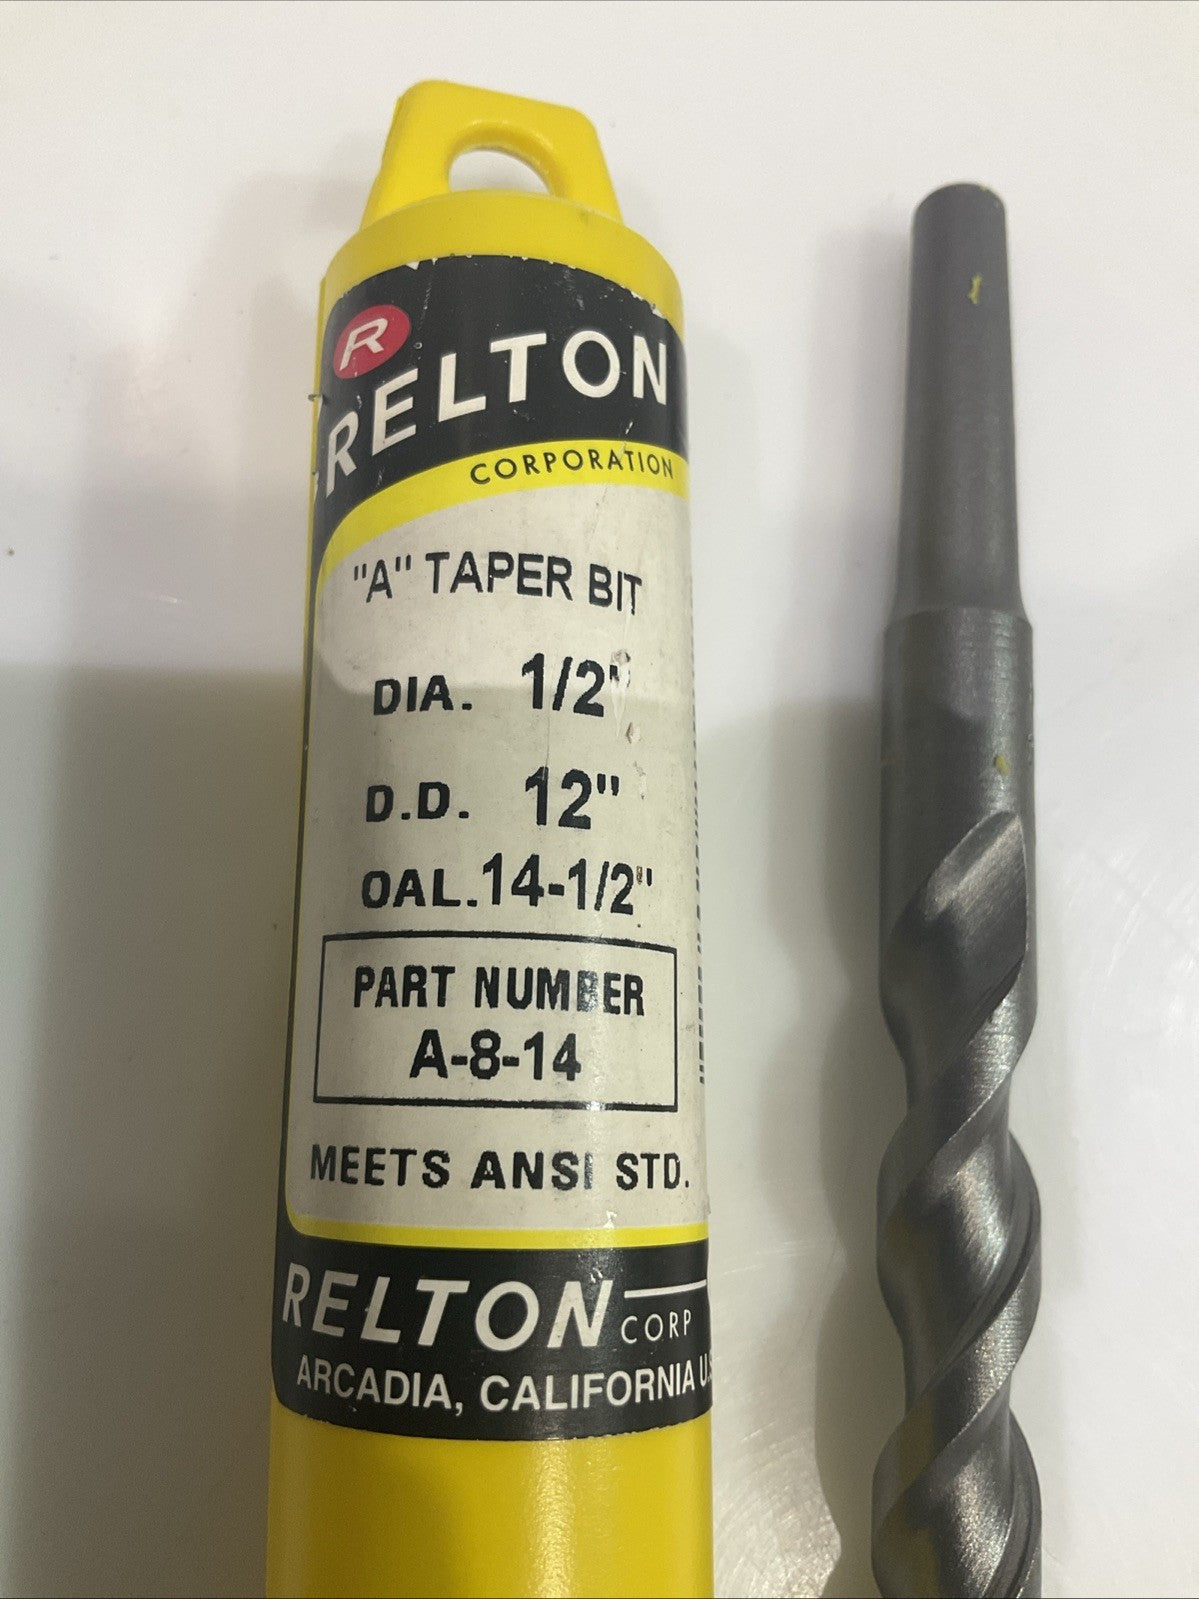 R
RELTON
CORPORATION
"A" TAPER BIT
DIA. 1/2"
D.D. 12"
OAL. 14-1/2"
PART NUMBER
A-8-14
MEETS ANSI STD.
RELTON CORP
ARCADIA, CALIFORNIA U.S